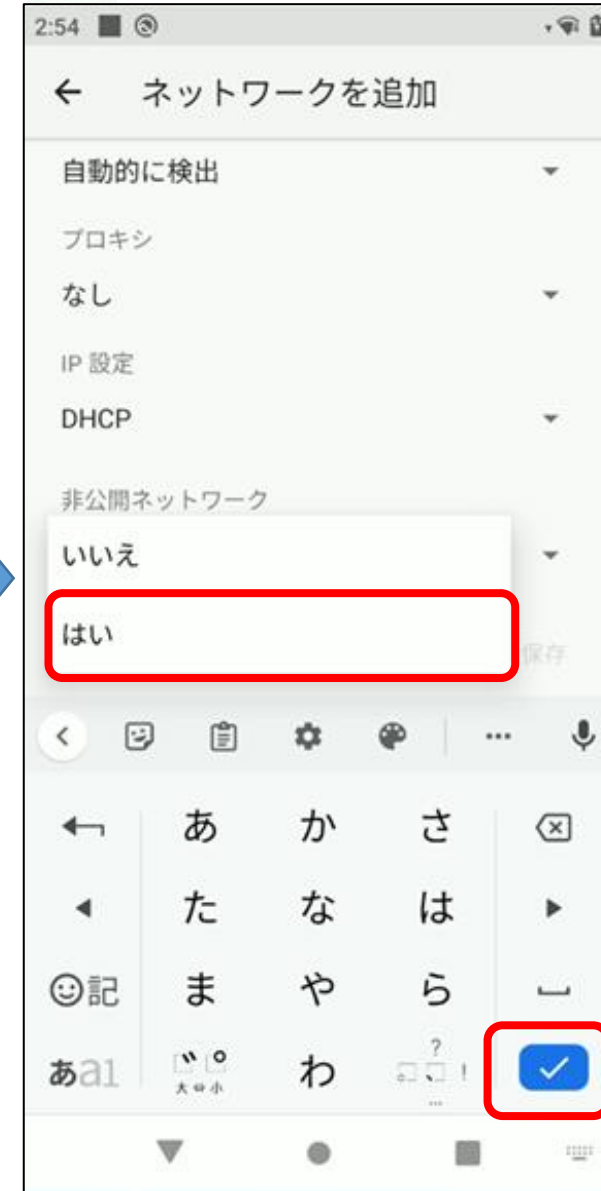 2:54
ネットワークを追加
自動的に検出
プロキシ
なし
IP 設定
DHCP
非公開ネットワーク
いいえ
はい
保存
あ か さ
た な は
記 ま や ら
あa1 大⇔小 わ ? ! ...